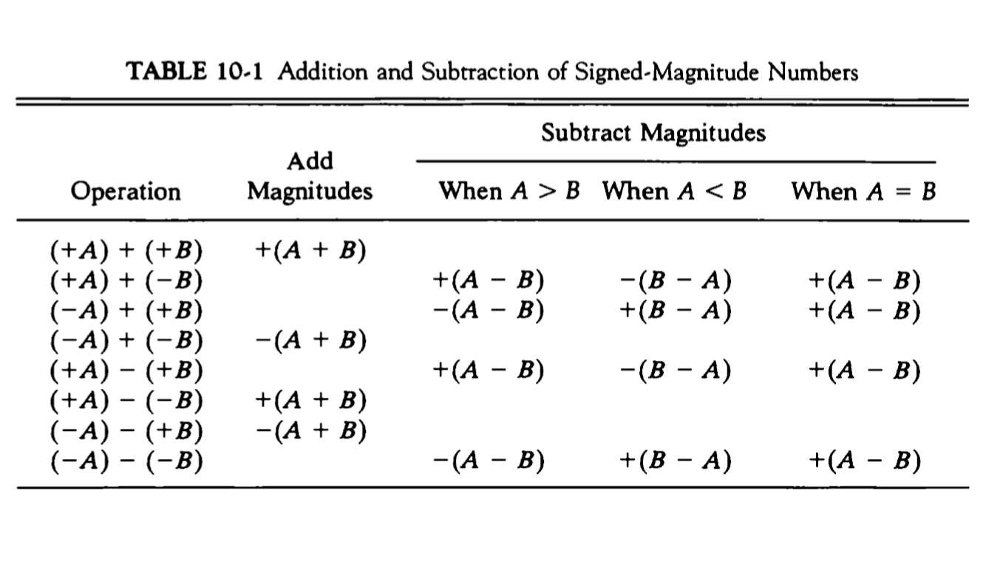 TABLE 10-1 Addition and Subtraction of Signed-Magnitude Numbers
Subtract Magnitudes
Add
Operation Magnitudes When A > B When A < B When A = B
(+A) + (+B) +(A + B)
(+A) + (−B) +(A − B) −(B − A) +(A − B)
(−A) + (+B) −(A − B) +(B − A) +(A − B)
(−A) + (−B) −(A + B)
(+A) − (+B) +(A − B) −(B − A) +(A − B)
(+A) − (−B) +(A + B)
(−A) − (+B) −(A + B)
(−A) − (−B) −(A − B) +(B − A) +(A − B)